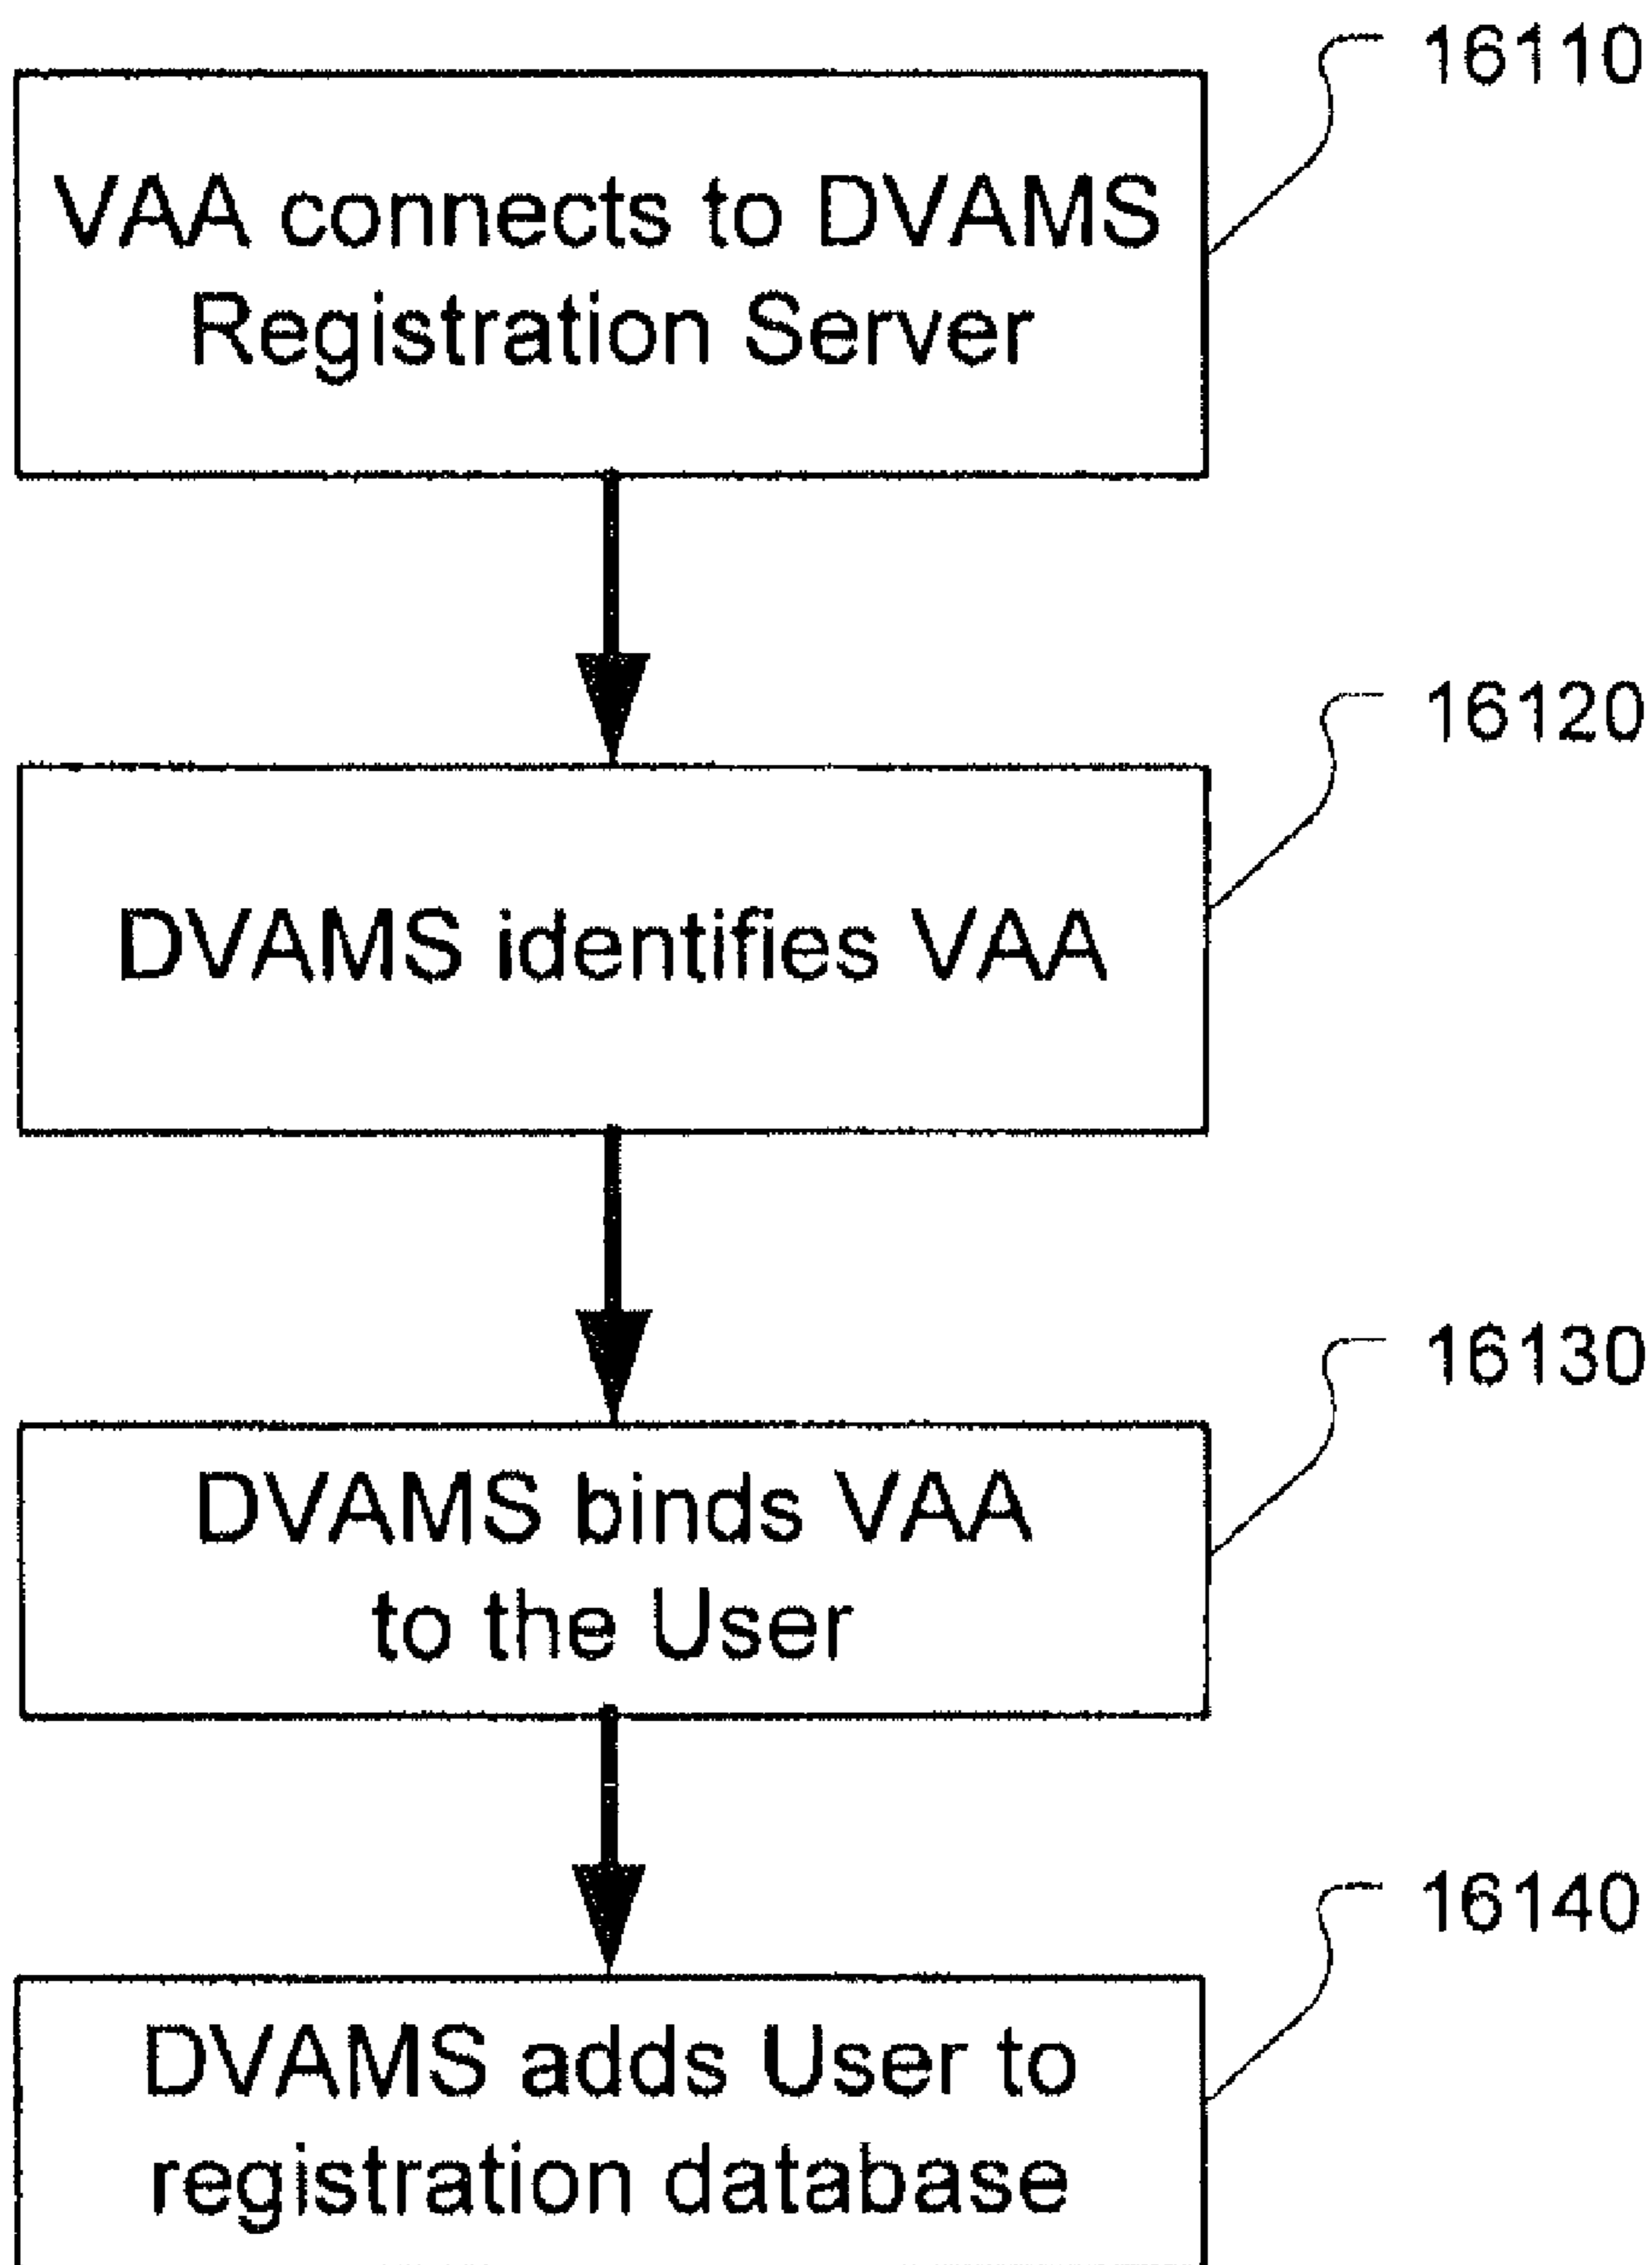 16110
VAA connects to DVAMS
Registration Server
16120
DVAMS identifies VAA
16130
DVAMS binds VAA
to the User
16140
DVAMS adds User to
registration database